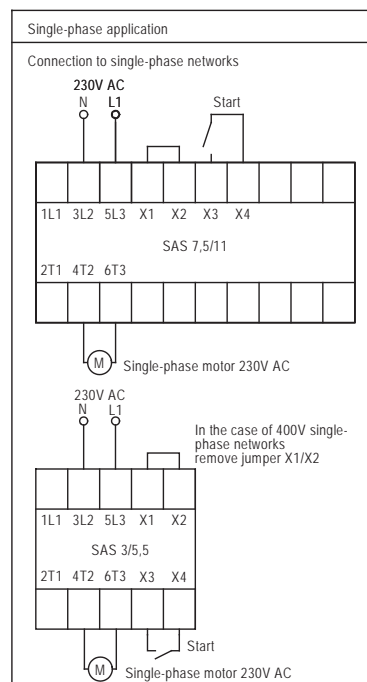 Single-phase application
Connection to single-phase networks
230V AC
N L1
Start
1L1 3L2 5L3 X1 X2 X3 X4
SAS 7,5/11
2T1 4T2 6T3
M
Single-phase motor 230V AC
230V AC
N L1
In the case of 400V single-
phase networks
remove jumper X1/X2
1L1 3L2 5L3 X1 X2
SAS 3/5,5
2T1 4T2 6T3 X3 X4
Start
M
Single-phase motor 230V AC